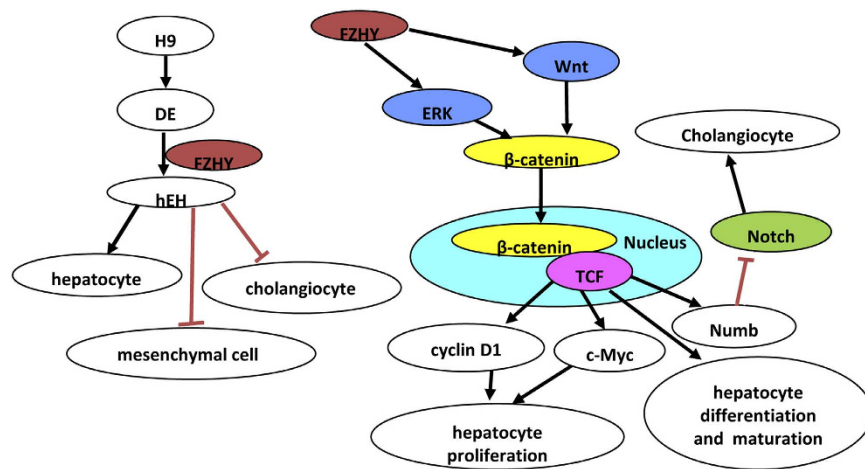 H9
DE
FZHY
hEH
hepatocyte
cholangiocyte
mesenchymal cell
FZHY
Wnt
ERK
β-catenin
Cholangiocyte
β-catenin
Nucleus
Notch
TCF
Numb
cyclin D1
c-Myc
hepatocyte
proliferation
hepatocyte
differentiation
and maturation